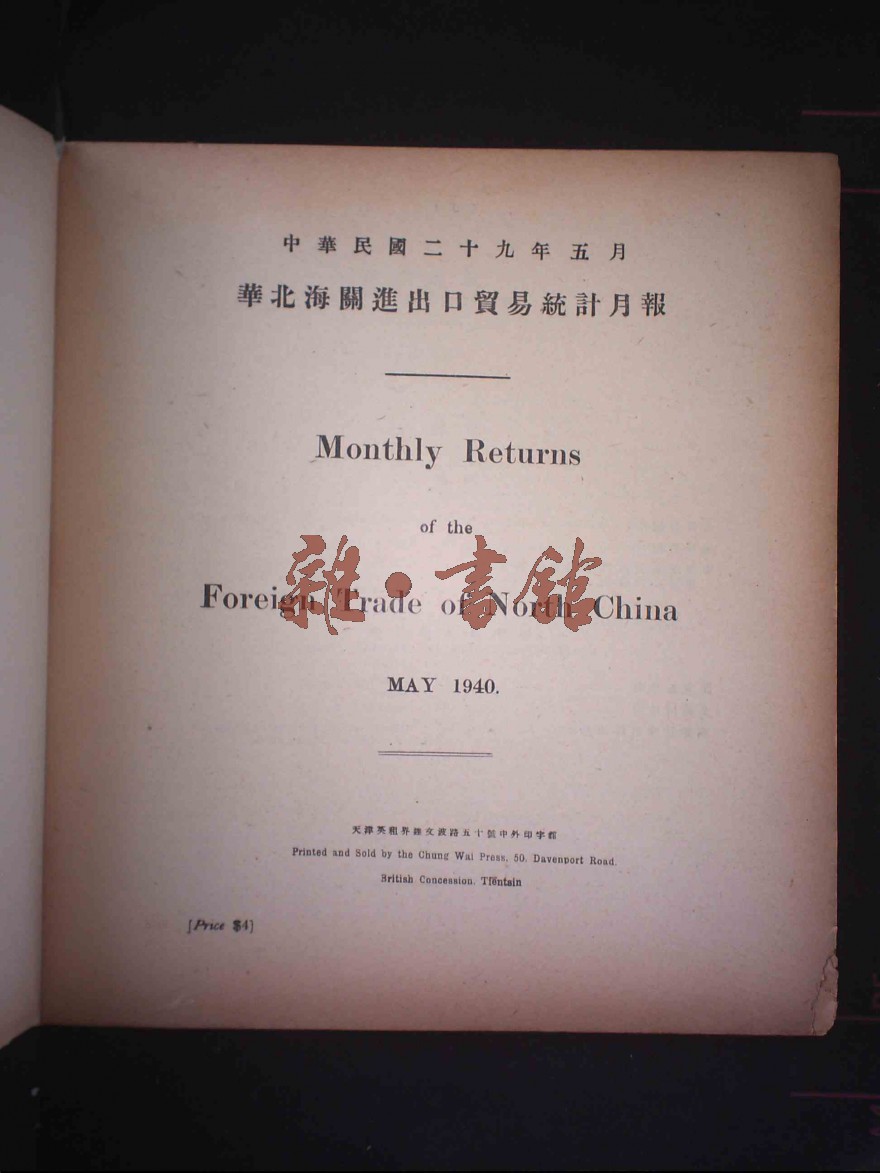 中華民國二十九年五月
華北海關進出口貿易統計月報
Monthly Returns
of the
Foreign Trade of North China
雜·書館
MAY 1940.
天津英租界達文波路五十號中外印字館
Printed and Sold by the Chung Wai Press, 50, Davenport Road.
British Concession. Tientsin
[Price $4]